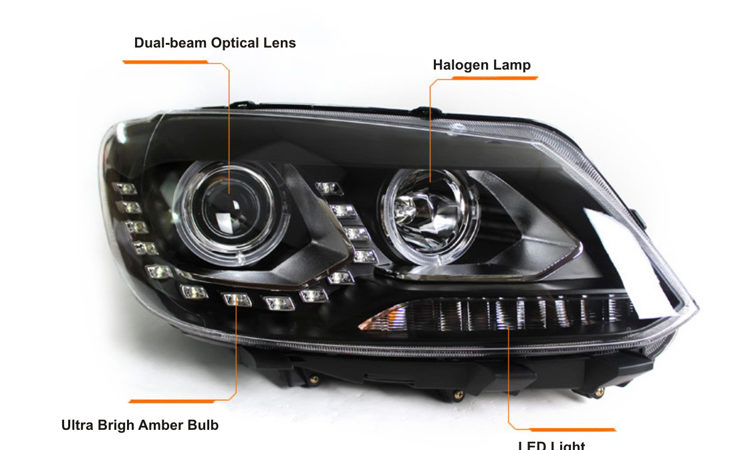 Dual-beam Optical Lens
Halogen Lamp
Ultra Brigh Amber Bulb
LED Light